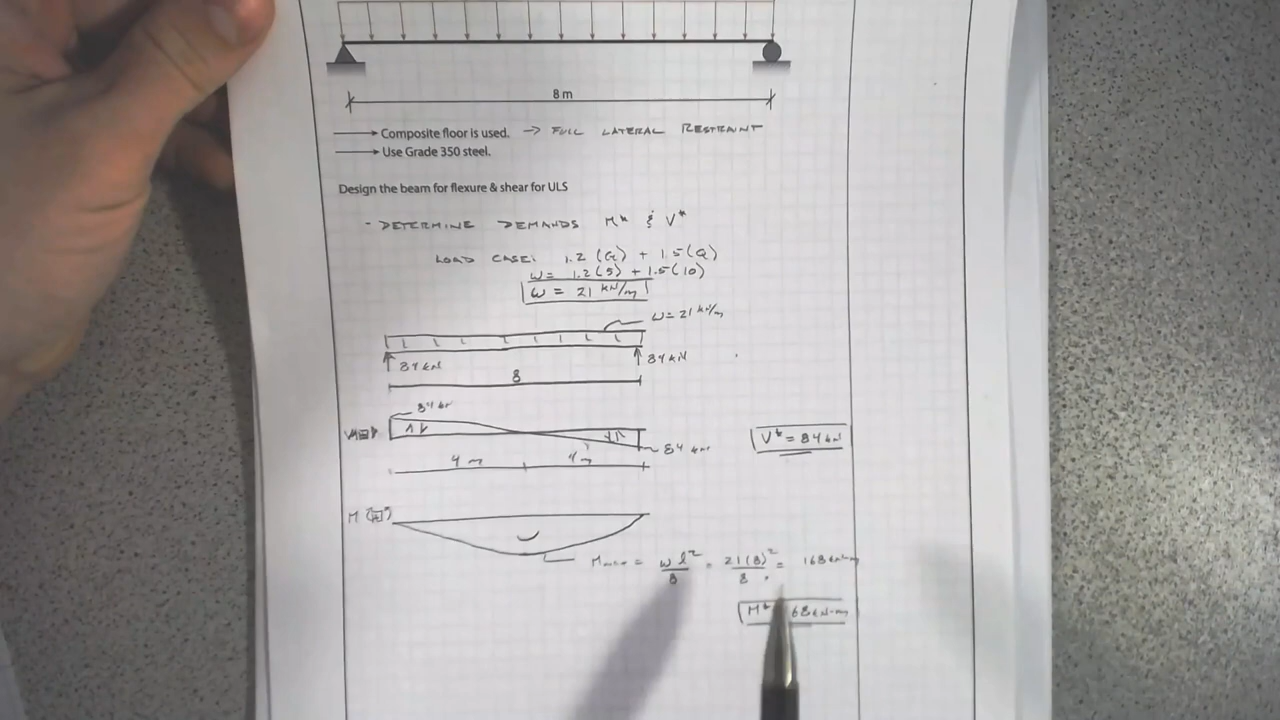 8 m
Composite floor is used. → FULL LATERAL RESTRAINT
Use Grade 350 steel.
Design the beam for flexure & shear for ULS
- DETERMINE DEMANDS M* & V*
LOAD CASE: 1.2 (G) + 1.5(Q)
ω = 1.2(5) + 1.5(10)
ω = 21 kN/m
ω = 21 kN/m
84 kN 84 kN
8
84 kN
V* = 84 kN
84 kN
4 m 4 m
M
= ωl²/8 = 21(8)²/8 = 168 kN-m
M* 68 kN-m